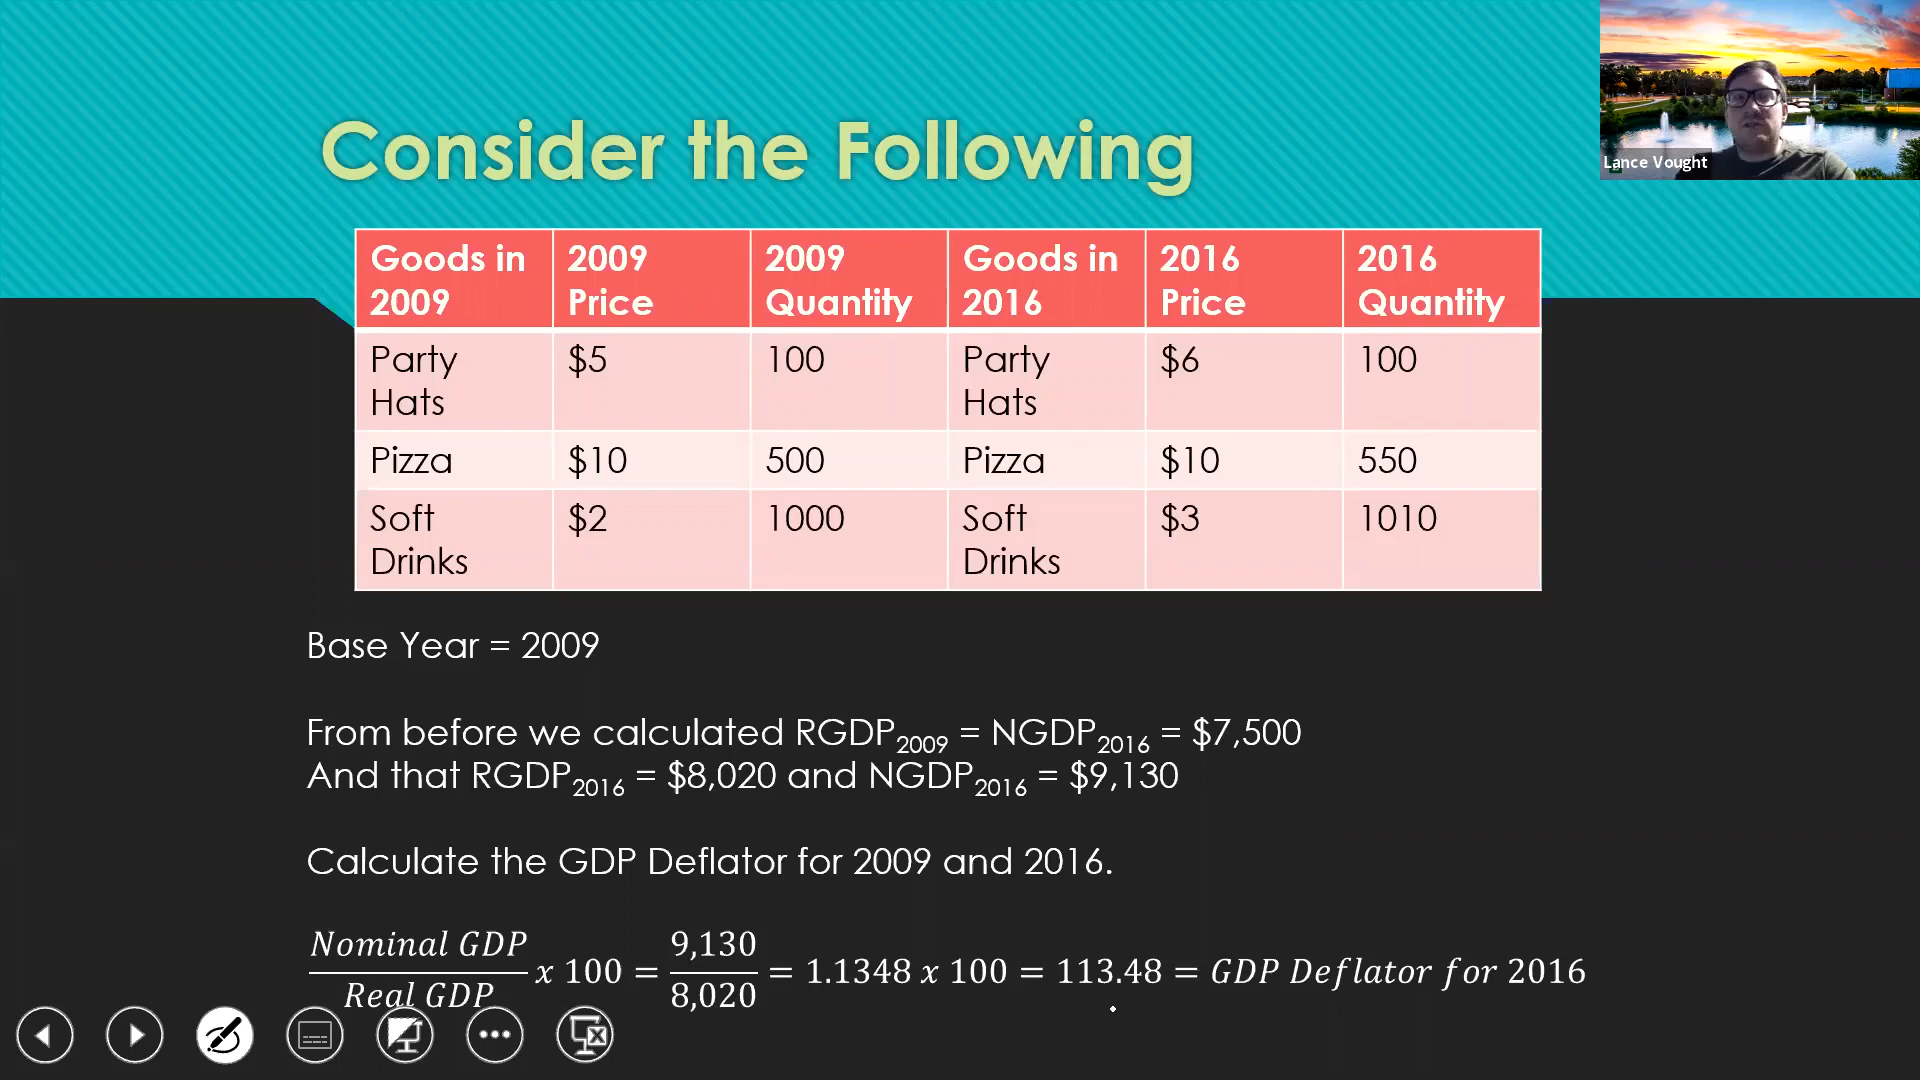 Consider the Following
Lance Vought
Goods in 2009 | 2009 Price | 2009 Quantity | Goods in 2016 | 2016 Price | 2016 Quantity
Party Hats | $5 | 100 | Party Hats | $6 | 100
Pizza | $10 | 500 | Pizza | $10 | 550
Soft Drinks | $2 | 1000 | Soft Drinks | $3 | 1010
Base Year = 2009
From before we calculated RGDP₂₀₀₉ = NGDP₂₀₁₆ = $7,500
And that RGDP₂₀₁₆ = $8,020 and NGDP₂₀₁₆ = $9,130
Calculate the GDP Deflator for 2009 and 2016.
Nominal GDP / Real GDP x 100 = 9,130 / 8,020 = 1.1348 x 100 = 113.48 = GDP Deflator for 2016